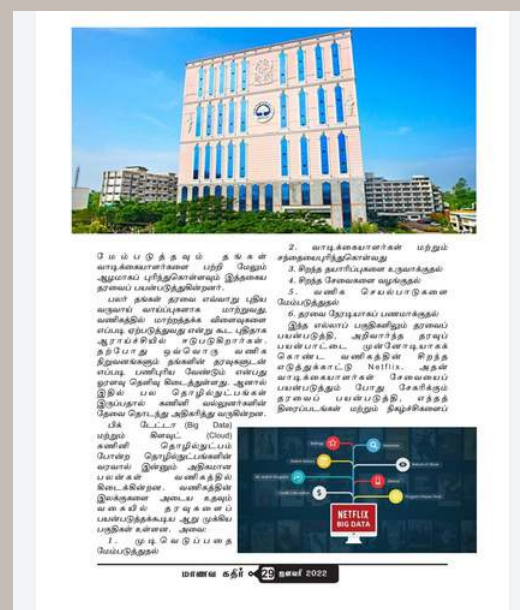 மேம்படுத்தவும் தங்கள்
வாடிக்கையாளர்களை பற்றி மேலும்
ஆழமாகப் புரிந்துகொள்ளவும் இத்தகைய
தரவைப் பயன்படுத்துகின்றனர்.
பலர் தங்கள் தரவை எவ்வாறு புதிய
வருவாய் வாய்ப்புகளாக மாற்றுவது,
வணிகத்தில் மாற்றத்தக்க விளைவுகளை
எப்படி ஏற்படுத்துவது என்று கூட புதிதாக
ஆராய்ச்சியில் ஈடுபடுகிறார்கள்.
தற்போது ஒவ்வொரு வணிக
நிறுவனங்களும் தங்களின் தரவுகளுடன்
எப்படி பணிபுரிய வேண்டும் என்பது
ஓரளவு தெளிவு கிடைத்துள்ளது. ஆனால்
இதில் பல தொழில்நுட்பங்கள்
இருப்பதால் கணினி வல்லுனர்களின்
தேவை தொடந்து அதிகரித்து வருகின்றன.
பிக் டேட்டா (Big Data)
மற்றும் கிளவுட் (Cloud)
கணினி தொழில்நுட்பம்
போன்ற தொழில்நுட்பங்களின்
வரவால் இன்னும் அதிகமான
பலன்கள் வணிகத்தில்
கிடைக்கின்றன. வணிகத்தின்
இலக்குகளை அடைய உதவும்
வகையில் தரவுகளைப்
பயன்படுத்தக்கூடிய ஆறு முக்கிய
பகுதிகள் உள்ளன. அவை:
1. முடிவெடுப்பதை
மேம்படுத்துதல்
2. வாடிக்கையாளர்கள் மற்றும்
சந்தையைபுரிந்துகொள்வது
3. சிறந்த தயாரிப்புகளை உருவாக்குதல்
4. சிறந்த சேவைகளை வழங்குதல்
5. வணிக செயல்பாடுகளை
மேம்படுத்துதல்
6. தரவை நேரடியாகப் பணமாக்குதல்
இந்த எல்லாப் பகுதிகளிலும் தரவைப்
பயன்படுத்தி, அறிவார்ந்த தரவுப்
பயன்பாட்டை முன்னோடியாகக்
கொண்ட வணிகத்தின் சிறந்த
எடுத்துக்காட்டு Netflix. அதன்
வாடிக்கையாளர்கள் சேவையைப்
பயன்படுத்தும் போது சேகரிக்கும்
தரவைப் பயன்படுத்தி, எந்தத்
திரைப்படங்கள் மற்றும் நிகழ்ச்சிகளைப்
Ratings
Searches
NETFLIX
BIG DATA
மாணவ கதிர் 29 ஜனவரி 2022